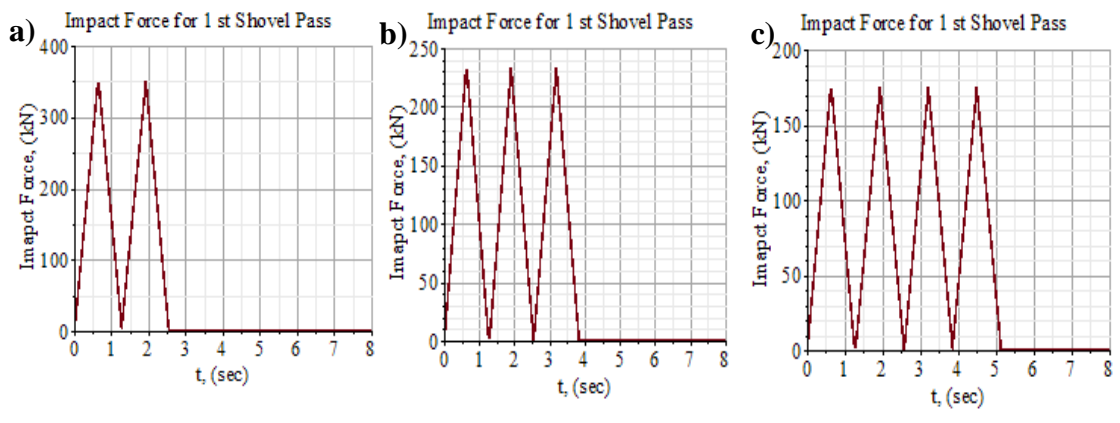 a)
Impact Force for 1 st Shovel Pass
Imapct Force, (kN)
400
300
200
100
0
0 1 2 3 4 5 6 7 8
t, (sec)
b)
Impact Force for 1 st Shovel Pass
Imapct Force, (kN)
250
200
150
100
50
0
0 1 2 3 4 5 6 7 8
t, (sec)
c)
Impact Force for 1 st Shovel Pass
Imapct Force, (kN)
200
150
100
50
0
0 1 2 3 4 5 6 7 8
t, (sec)